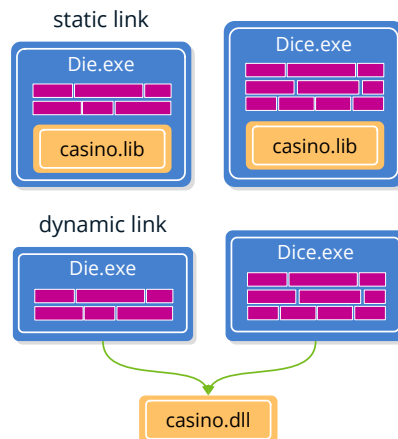 static link
Die.exe
casino.lib
Dice.exe
casino.lib
dynamic link
Die.exe
Dice.exe
casino.dll